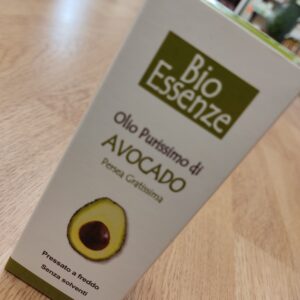 Bio
Essenze
Olio Purissimo di
AVOCADO
Persea Gratissima
Pressato a freddo
Senza solventi